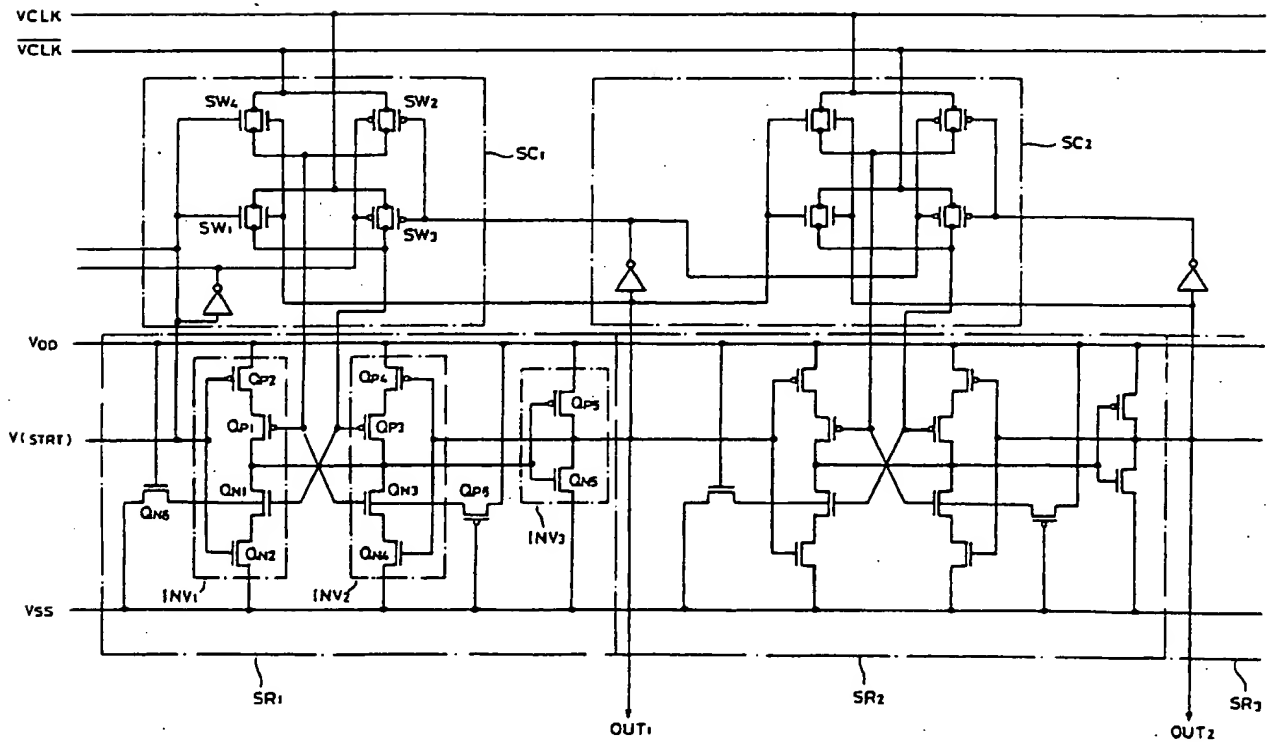 VCLK
VCLK
SW4
SW2
SC1
SC2
SW1
SW3
VDD
QP2
QP4
QP5
QP1
QP3
V(STRT)
QN1
QN3
QP6
QN5
QN6
QN2
QN4
INV3
INV1
INV2
VSS
SR1
SR2
SR3
OUT1
OUT2